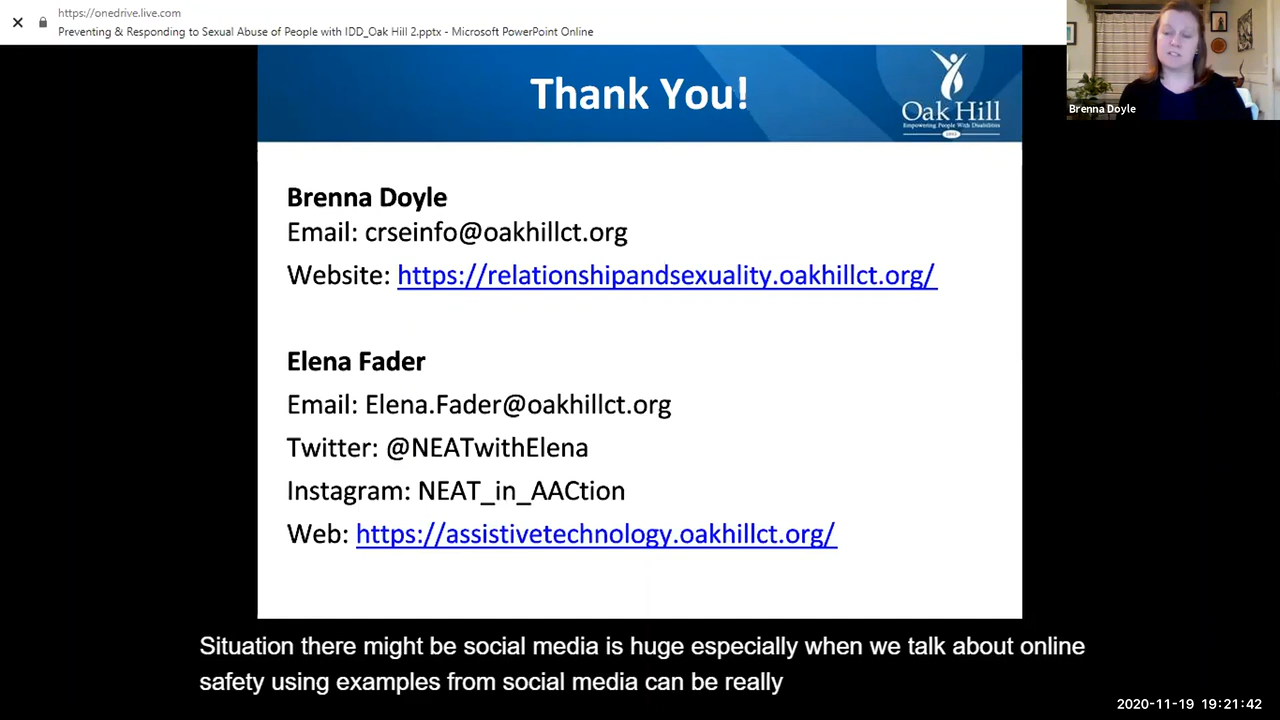 https://onedrive.live.com
Preventing & Responding to Sexual Abuse of People with IDD_Oak Hill 2.pptx - Microsoft PowerPoint Online
Brenna Doyle
Thank You!
Oak Hill
Empowering People With Disabilities
Brenna Doyle
Email: crseinfo@oakhillct.org
Website: https://relationshipandsexuality.oakhillct.org/
Elena Fader
Email: Elena.Fader@oakhillct.org
Twitter: @NEATwithElena
Instagram: NEAT_in_AACtion
Web: https://assistivetechnology.oakhillct.org/
Situation there might be social media is huge especially when we talk about online
safety using examples from social media can be really
2020-11-19 19:21:42